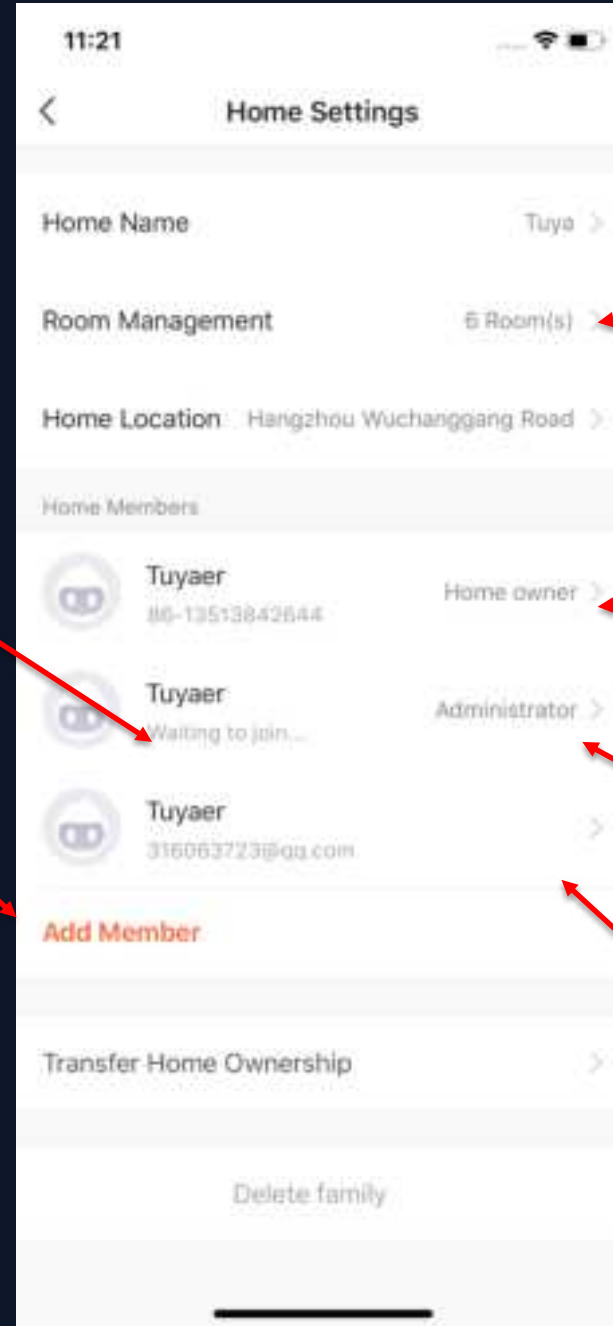 11:21
Home Settings
Home Name Tuya
Room Management 6 Room(s)
Home Location Hangzhou Wuchanggang Road
Home Members
Tuyaer
86-13513842644 Home owner
Tuyaer
Waiting to join... Administrator
Tuyaer
316063723@qq.com
Add Member
Transfer Home Ownership
Delete family